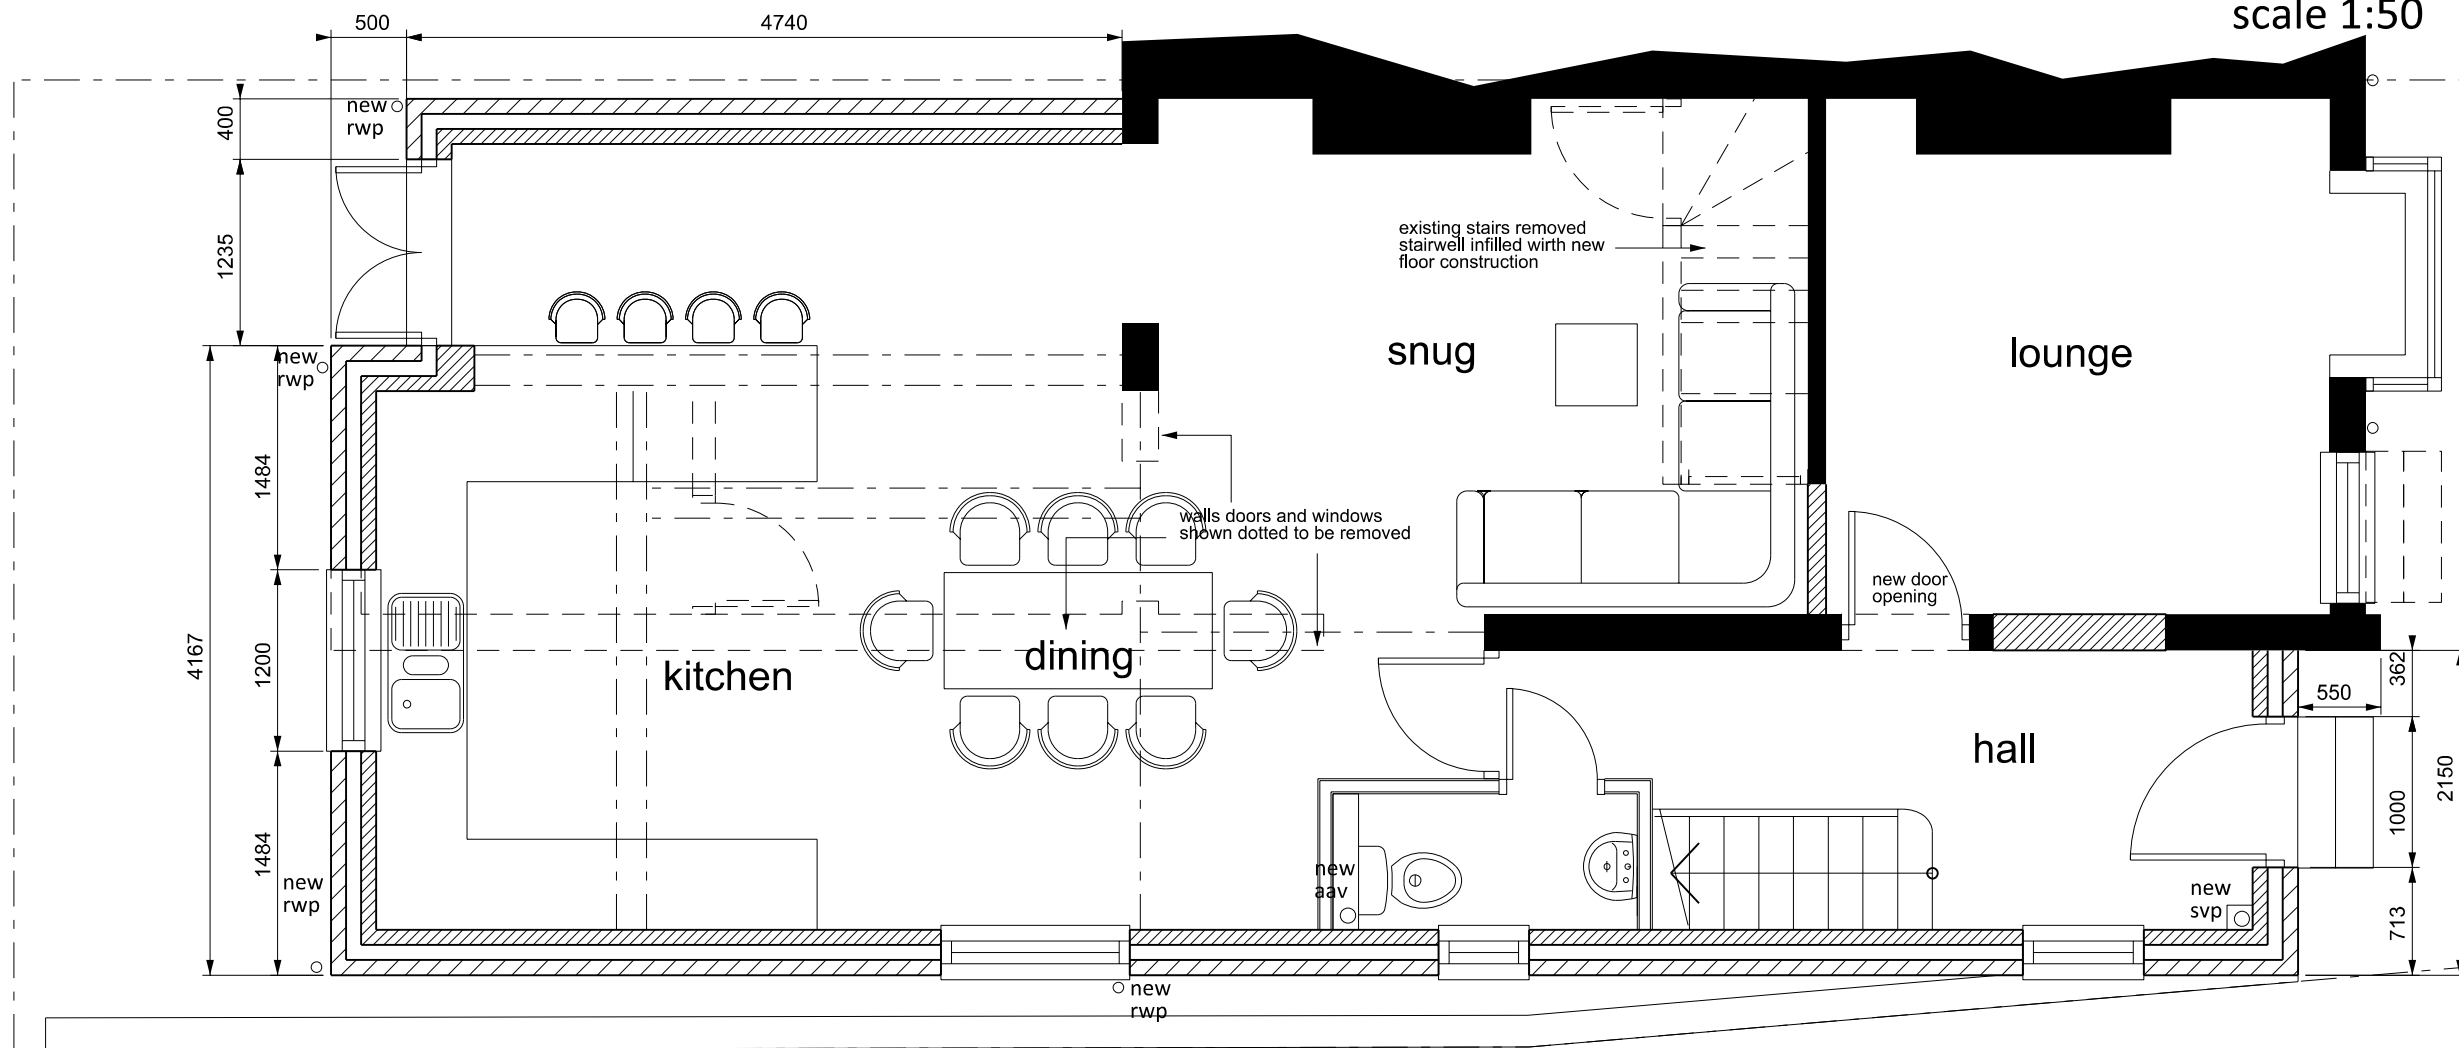 scale 1:50
500
4740
400
new
rwp
1235
existing stairs removed
stairwell infilled wirth new
floor construction
new
rwp
snug
lounge
1484
walls doors and windows
shown dotted to be removed
new door
opening
4167
1200
kitchen
dining
362
550
hall
2150
1000
1484
new
rwp
new
aav
new
svp
713
new
rwp